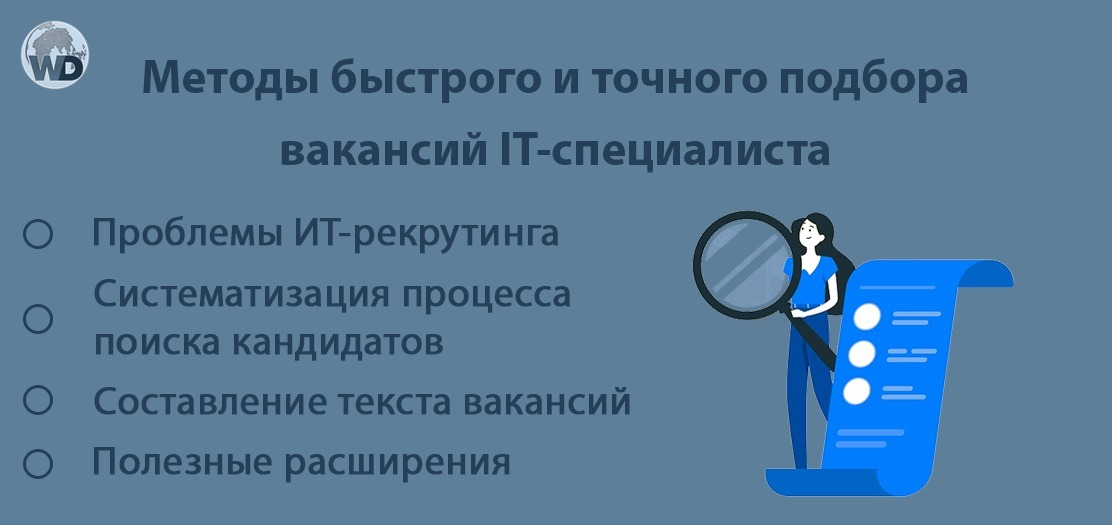 WD
Методы быстрого и точного подбора
вакансий IT-специалиста
Проблемы ИТ-рекрутинга
Систематизация процесса
поиска кандидатов
Составление текста вакансий
Полезные расширения